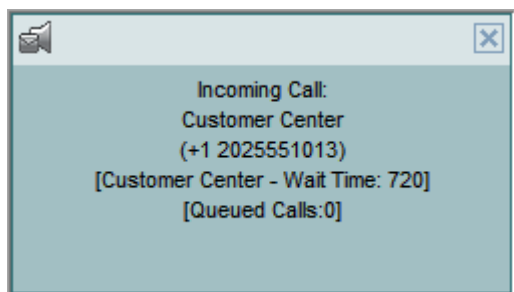 Incoming Call:
Customer Center
(+1 2025551013)
[Customer Center - Wait Time: 720]
[Queued Calls:0]